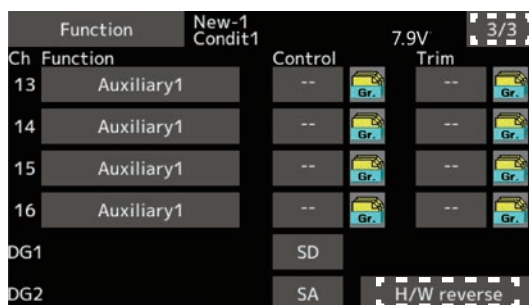 Function New-1 Condit1 7.9V 3/3
Ch Function Control Trim
13 Auxiliary1 -- Gr. -- Gr.
14 Auxiliary1 -- Gr. -- Gr.
15 Auxiliary1 -- Gr. -- Gr.
16 Auxiliary1 -- Gr. -- Gr.
DG1 SD
DG2 SA H/W reverse